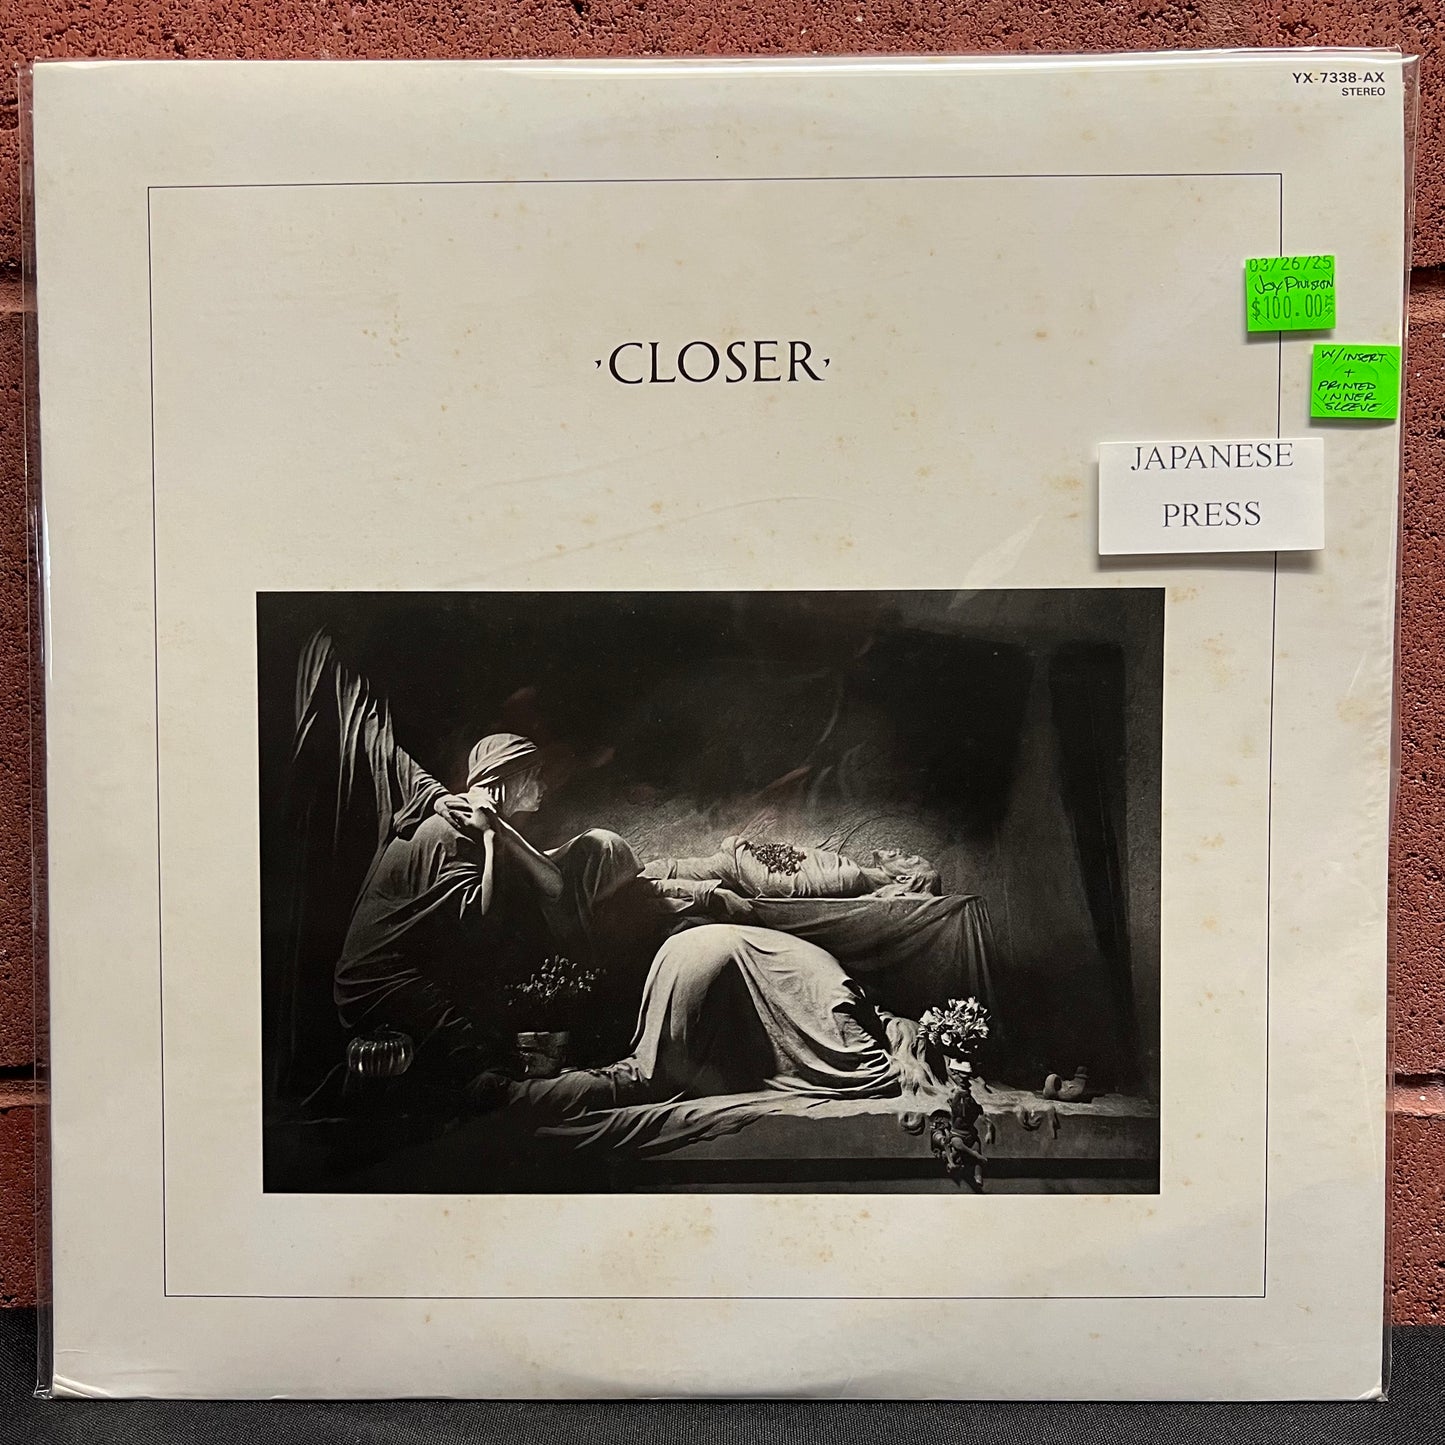 YX-7338-AX
STEREO
03/26/25
Joy Division
$100.00
‚CLOSER’
W/INSERT
+
PRINTED
INNER
SLEEVE
JAPANESE
PRESS